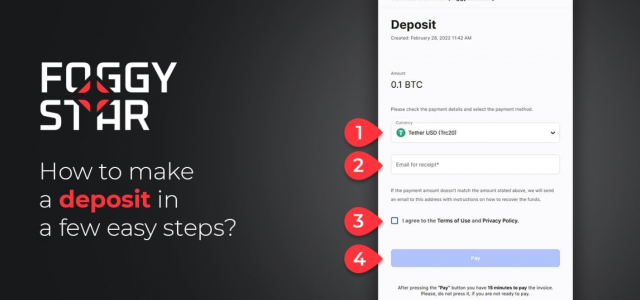 FOGGY
STAR
How to make
a deposit in
a few easy steps?
Deposit
Created: February 28, 2022 11:42 AM
Amount
0.1 BTC
Please check the payment details and select the payment method.
Currency
1
Tether USD (Trc20)
2
Email for receipt*
If the payment amount doesn't match the amount stated above, we will send
an email to this address with instructions on how to recover the funds.
3
I agree to the Terms of Use and Privacy Policy.
4
Pay
After pressing the "Pay" button you have 15 minutes to pay the invoice.
Please, do not press it, if you are not ready to pay.